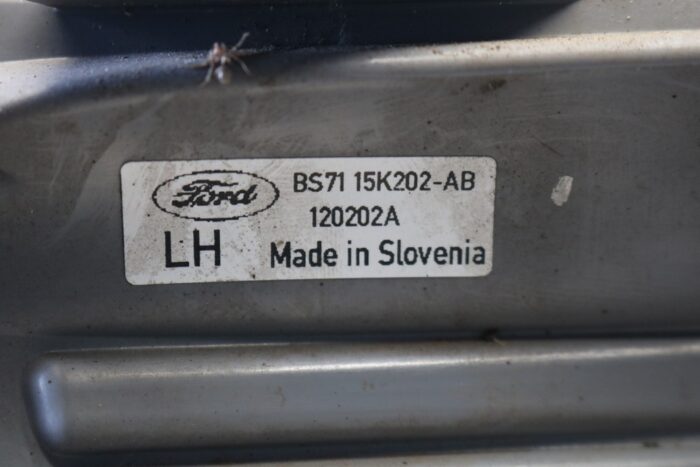 Ford
BS71 15K202-AB
120202A
LH
Made in Slovenia